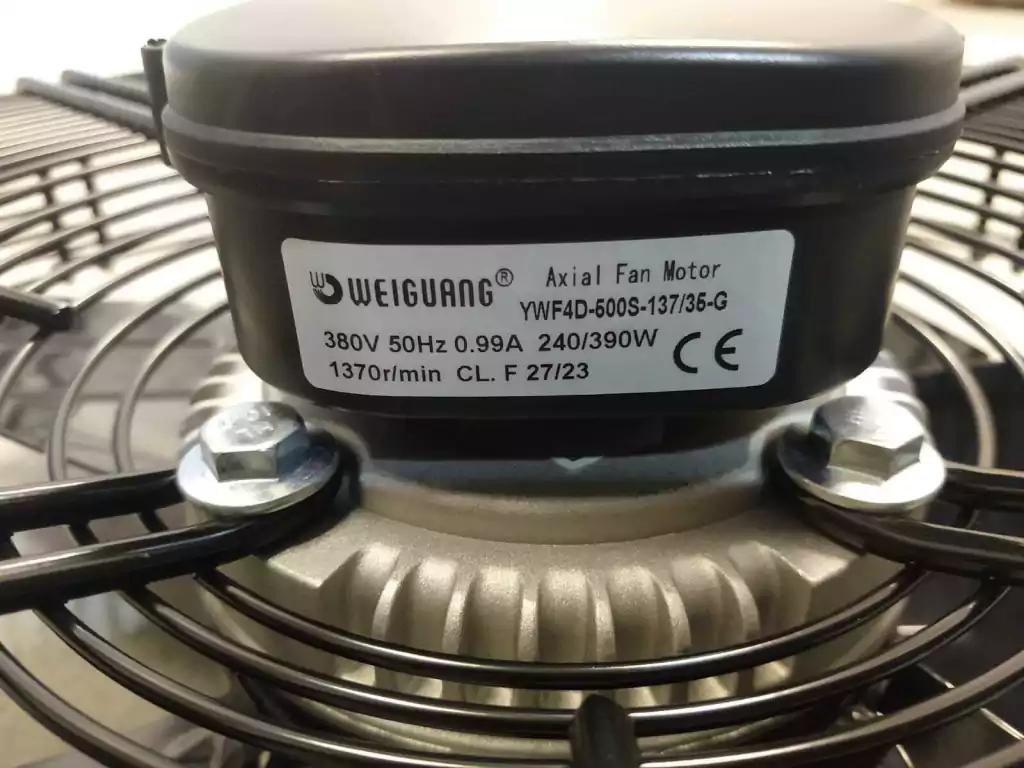 WEIGUANG® Axial Fan Motor
YWF4D-500S-137/35-G
380V 50Hz 0.99A 240/390W
1370r/min CL. F 27/23
CE